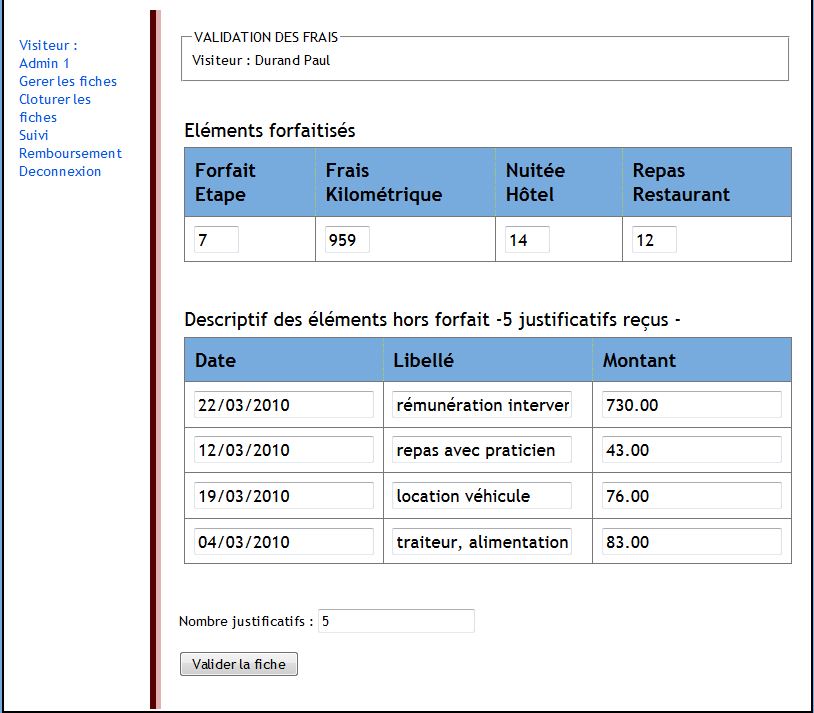 Visiteur :
Admin 1
Gerer les fiches
Cloturer les
fiches
Suivi
Remboursement
Deconnexion
VALIDATION DES FRAIS
Visiteur : Durand Paul
Eléments forfaitisés
Forfait Etape Frais Kilométrique Nuitée Hôtel Repas Restaurant
7 959 14 12
Descriptif des éléments hors forfait -5 justificatifs reçus -
Date Libellé Montant
22/03/2010 rémunération interver 730.00
12/03/2010 repas avec praticien 43.00
19/03/2010 location véhicule 76.00
04/03/2010 traiteur, alimentation 83.00
Nombre justificatifs : 5
Valider la fiche